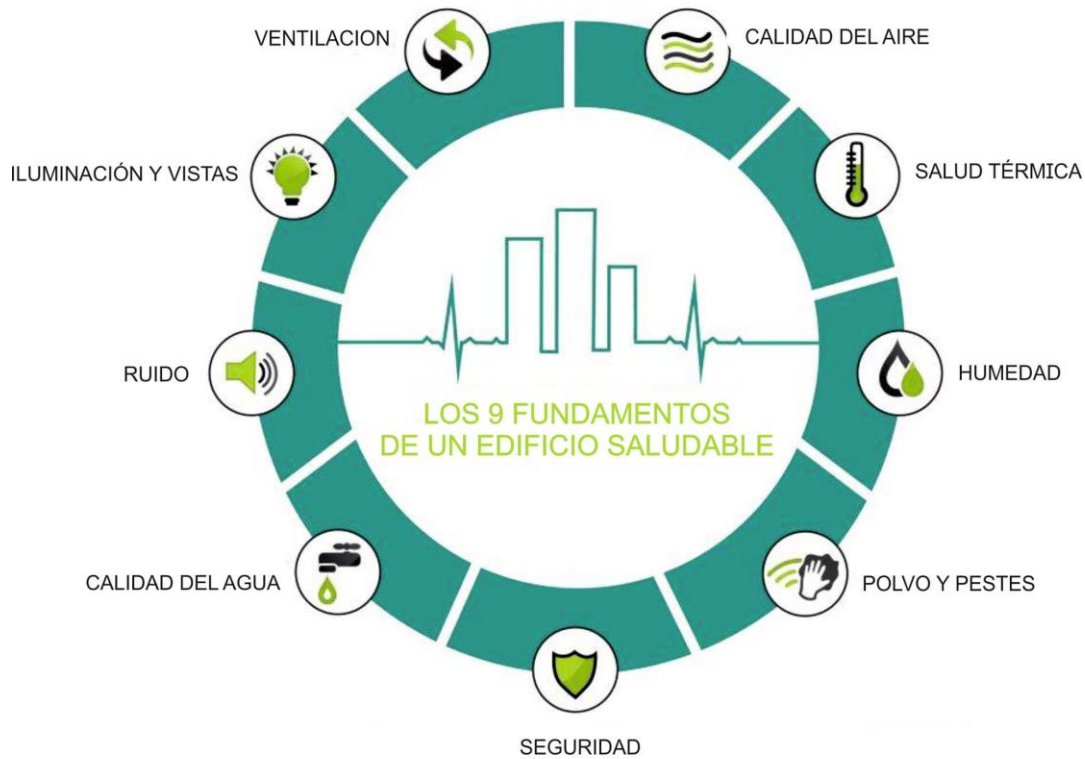 VENTILACION
CALIDAD DEL AIRE
ILUMINACIÓN Y VISTAS
SALUD TÉRMICA
RUIDO
HUMEDAD
LOS 9 FUNDAMENTOS
DE UN EDIFICIO SALUDABLE
CALIDAD DEL AGUA
POLVO Y PESTES
SEGURIDAD